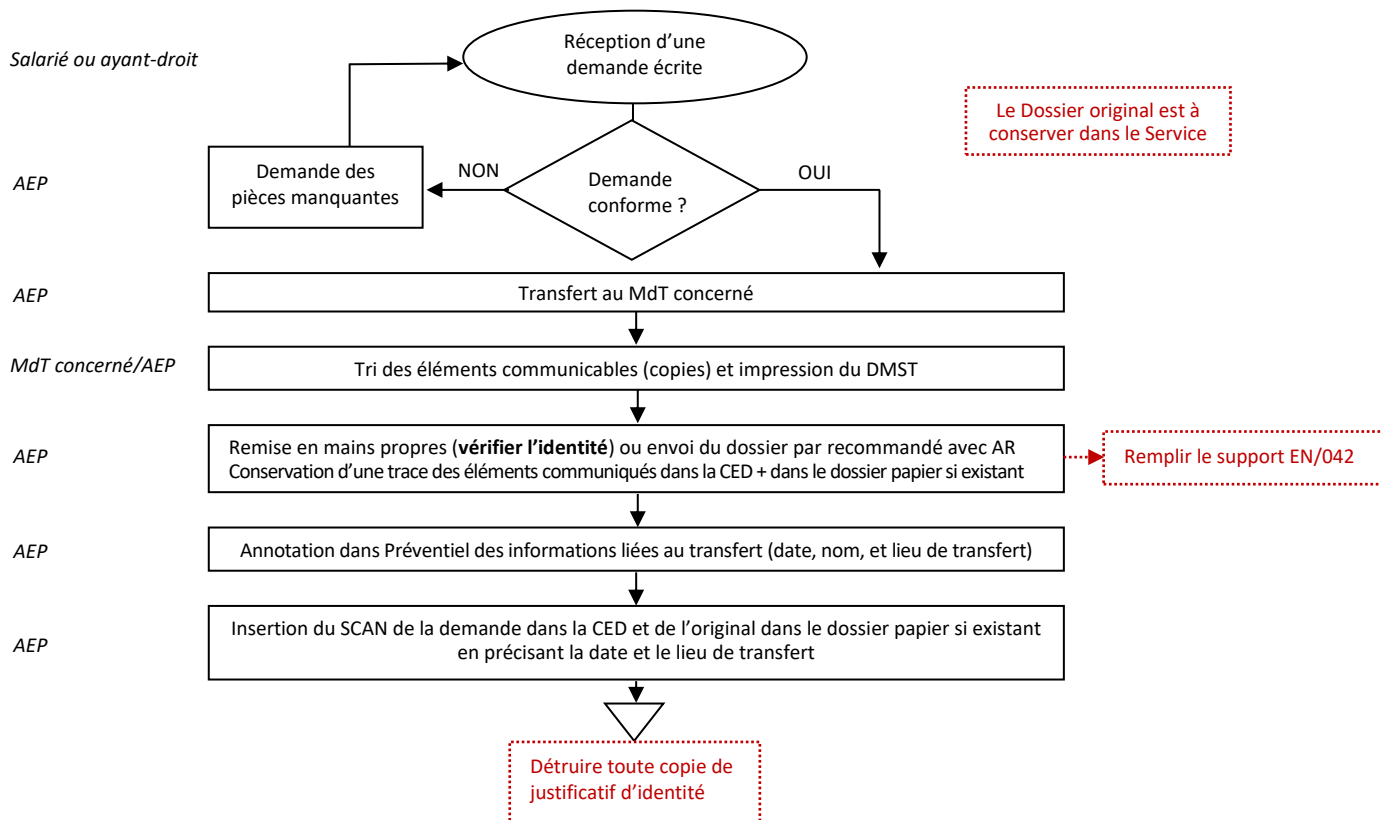 Salarié ou ayant-droit
Réception d’une
demande écrite
Le Dossier original est à
conserver dans le Service
AEP
Demande des
pièces manquantes
NON
Demande
conforme ?
OUI
AEP
Transfert au MdT concerné
MdT concerné/AEP
Tri des éléments communicables (copies) et impression du DMST
AEP
Remise en mains propres (vérifier l’identité) ou envoi du dossier par recommandé avec AR
Conservation d’une trace des éléments communiqués dans la CED + dans le dossier papier si existant
Remplir le support EN/042
AEP
Annotation dans Préventiel des informations liées au transfert (date, nom, et lieu de transfert)
AEP
Insertion du SCAN de la demande dans la CED et de l’original dans le dossier papier si existant
en précisant la date et le lieu de transfert
Détruire toute copie de
justificatif d’identité